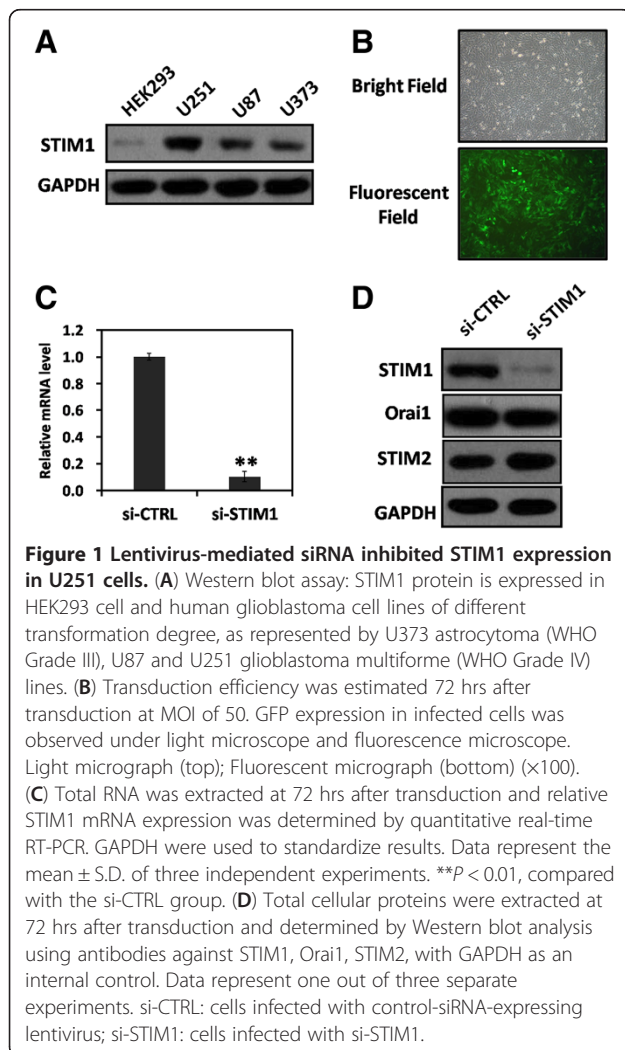 A
HEK293 U251 U87 U373
STIM1
GAPDH
B
Bright Field
Fluorescent
Field
C
Relative mRNA level
1.2
1.0
0.8
0.6
0.4
0.2
0.0
**
si-CTRL si-STIM1
D
si-CTRL si-STIM1
STIM1
Orai1
STIM2
GAPDH
Figure 1 Lentivirus-mediated siRNA inhibited STIM1 expression
in U251 cells. (A) Western blot assay: STIM1 protein is expressed in
HEK293 cell and human glioblastoma cell lines of different
transformation degree, as represented by U373 astrocytoma (WHO
Grade III), U87 and U251 glioblastoma multiforme (WHO Grade IV)
lines. (B) Transduction efficiency was estimated 72 hrs after
transduction at MOI of 50. GFP expression in infected cells was
observed under light microscope and fluorescence microscope.
Light micrograph (top); Fluorescent micrograph (bottom) (×100).
(C) Total RNA was extracted at 72 hrs after transduction and relative
STIM1 mRNA expression was determined by quantitative real-time
RT-PCR. GAPDH were used to standardize results. Data represent the
mean ± S.D. of three independent experiments. **P < 0.01, compared
with the si-CTRL group. (D) Total cellular proteins were extracted at
72 hrs after transduction and determined by Western blot analysis
using antibodies against STIM1, Orai1, STIM2, with GAPDH as an
internal control. Data represent one out of three separate
experiments. si-CTRL: cells infected with control-siRNA-expressing
lentivirus; si-STIM1: cells infected with si-STIM1.